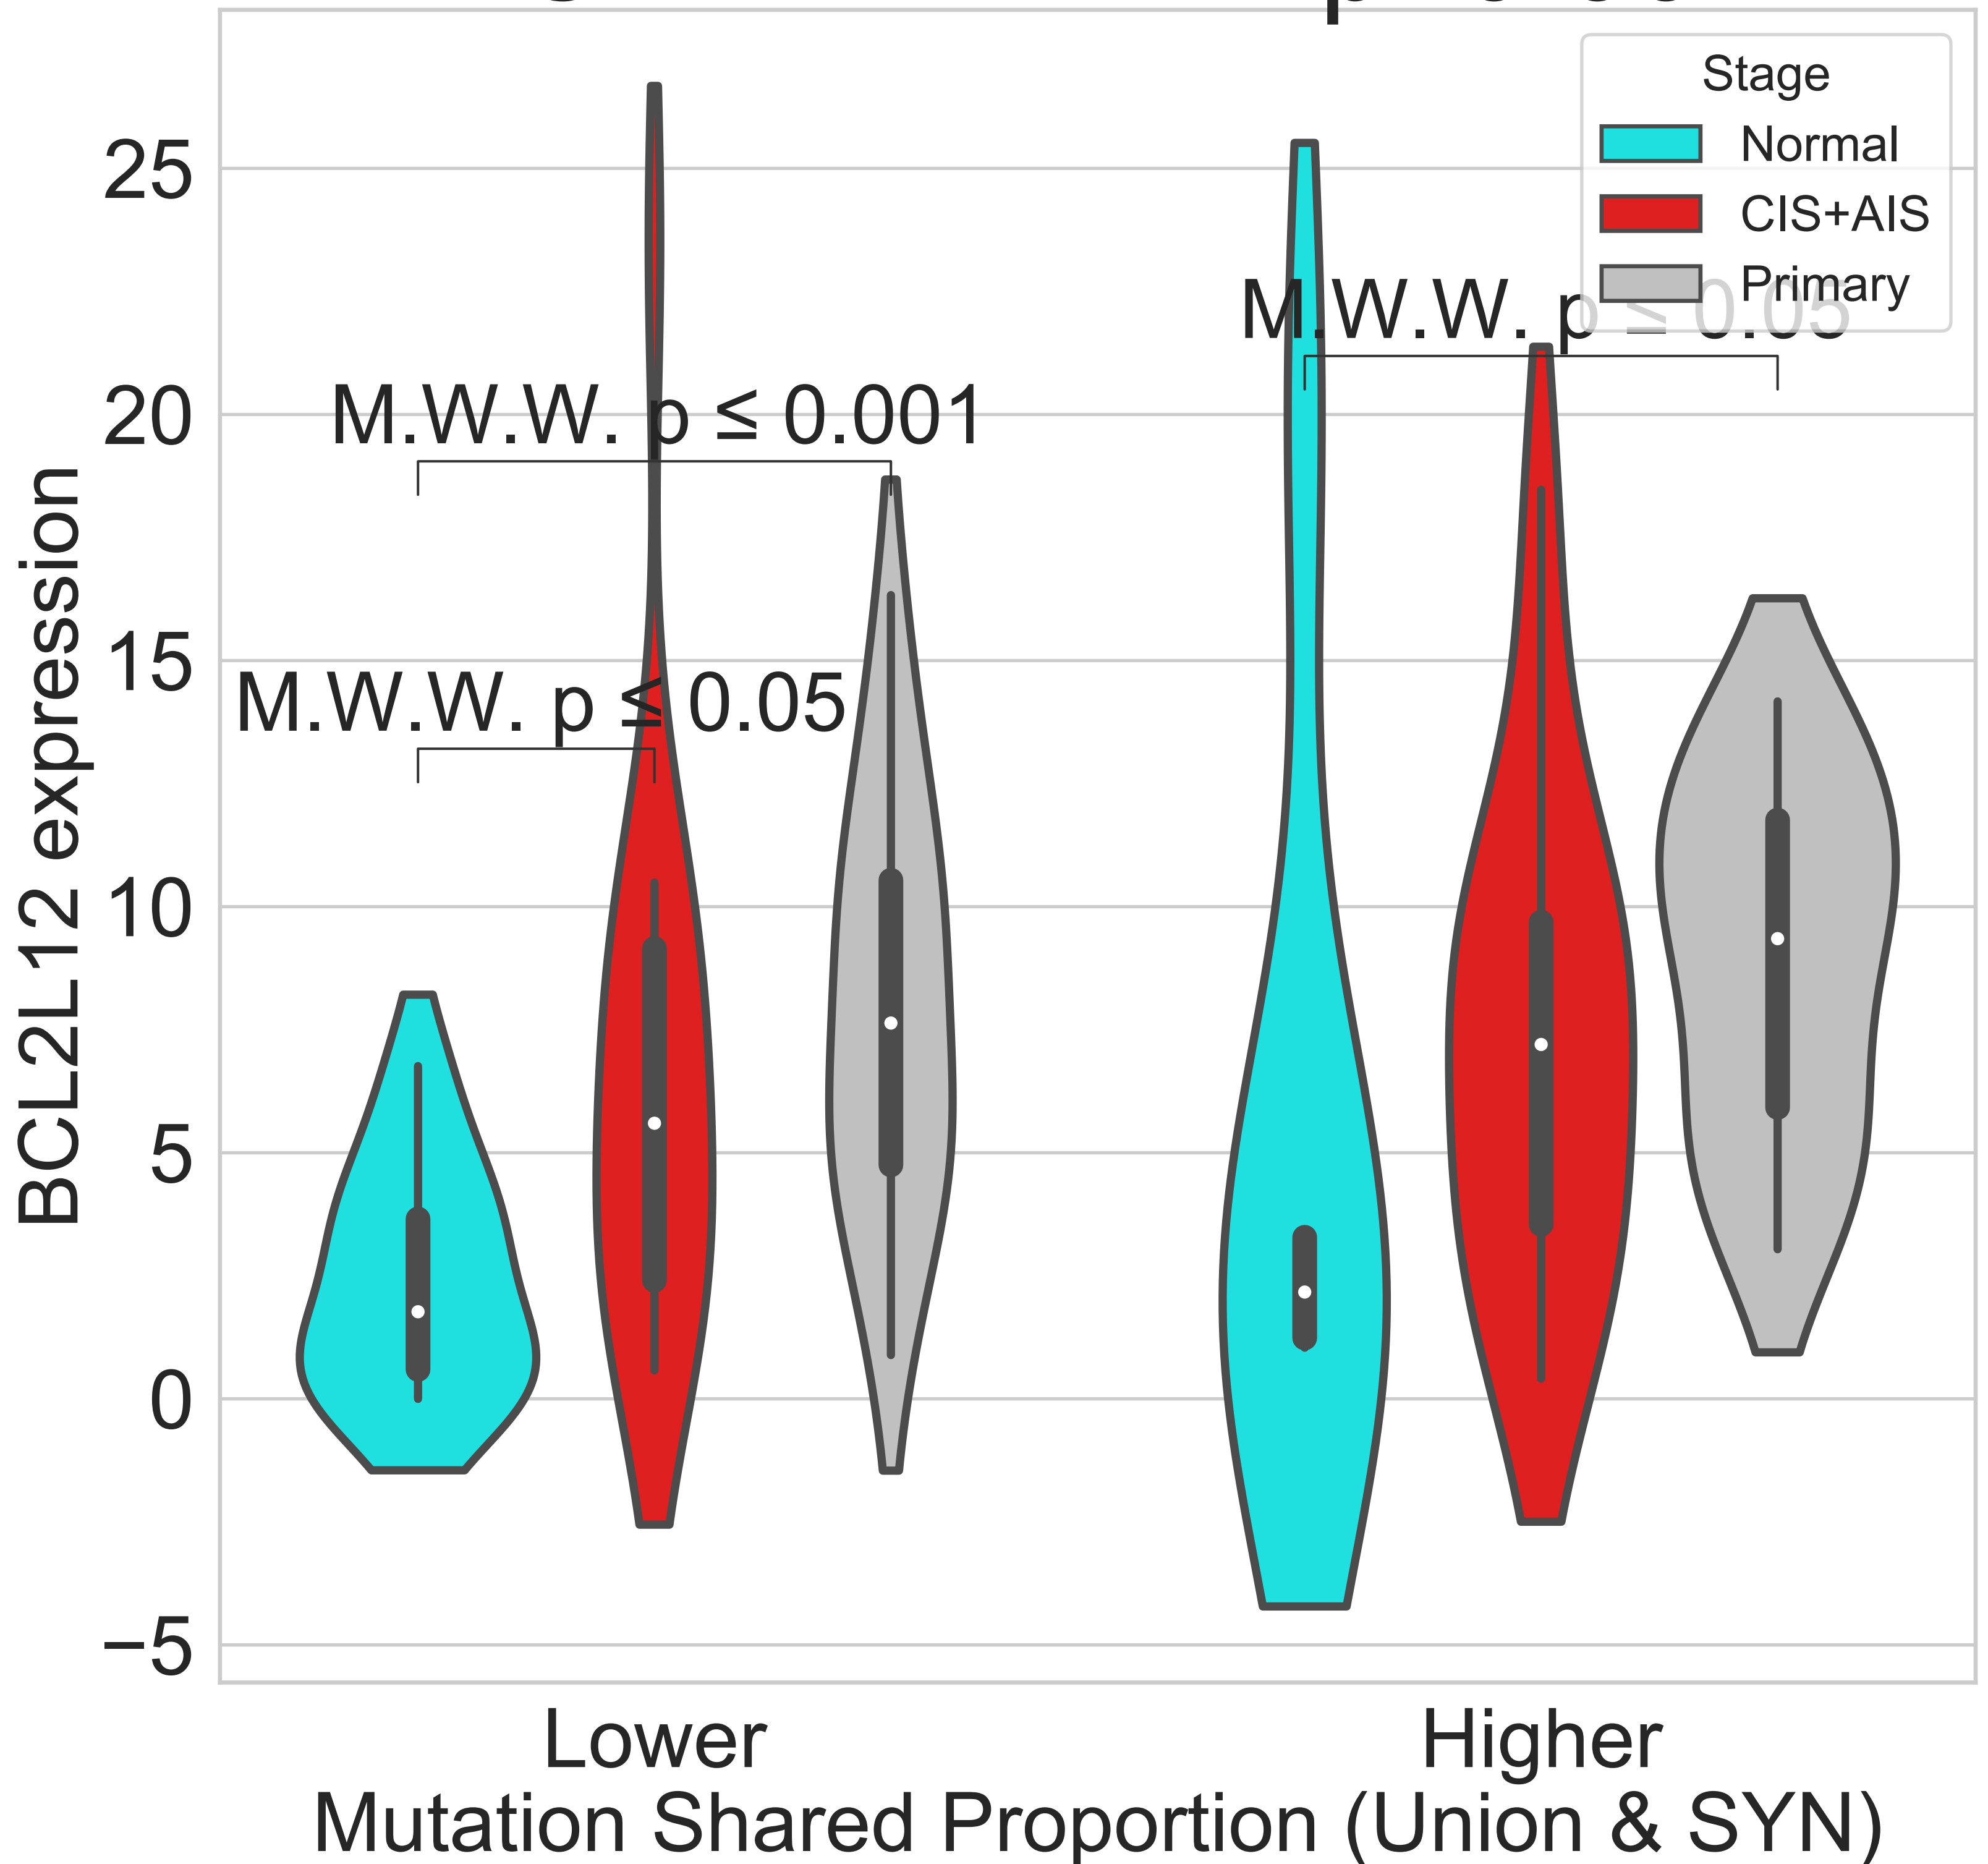 Stage
Normal
CIS+AIS
Primary
M.W.W. p ≤ 0.05
M.W.W. p ≤ 0.001
M.W.W. p ≤ 0.05
25
20
15
10
5
0
−5
BCL2L12 expression
Lower
Higher
Mutation Shared Proportion (Union & SYN)